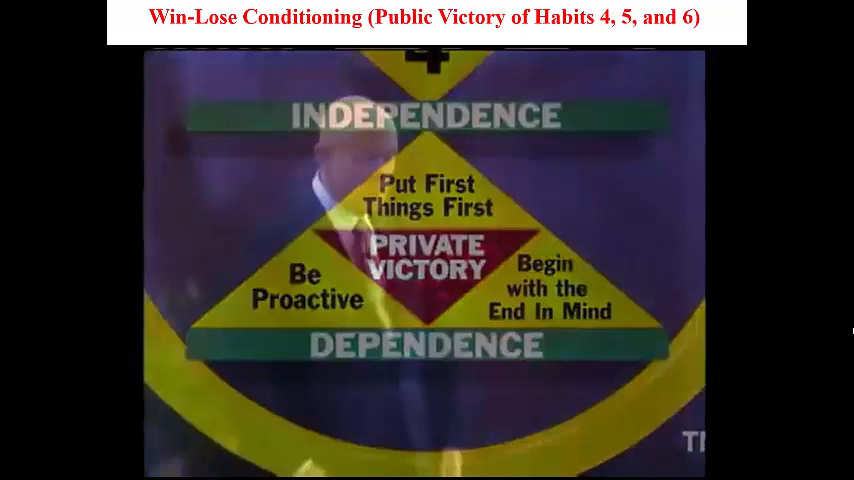 Win-Lose Conditioning (Public Victory of Habits 4, 5, and 6)
4
INDEPENDENCE
Put First
Things First
PRIVATE
VICTORY
Be
Proactive
Begin
with the
End In Mind
DEPENDENCE